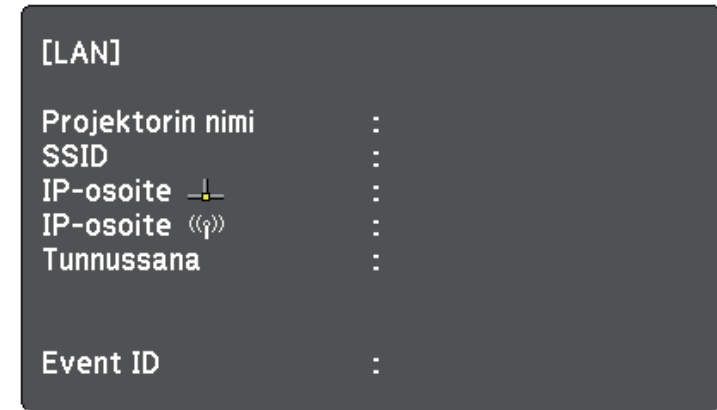 [LAN]
Projektorin nimi :
SSID :
IP-osoite :
IP-osoite :
Tunnussana :
Event ID :